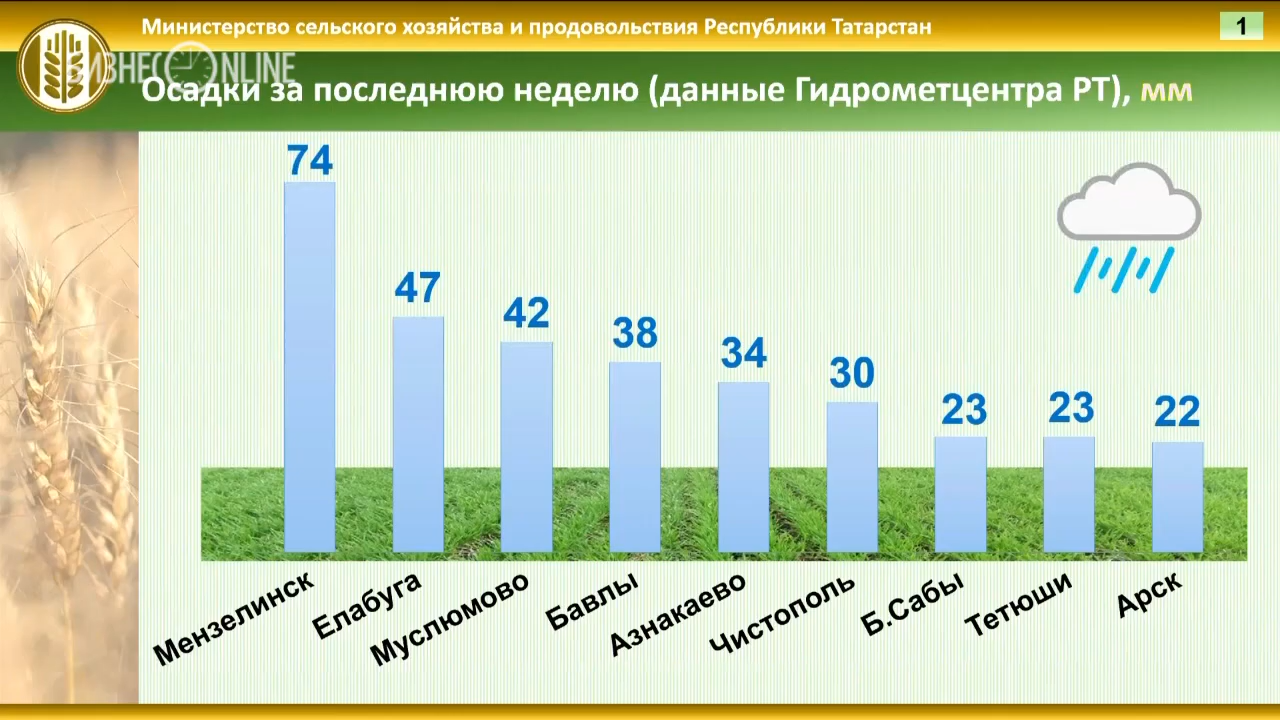 Министерство сельского хозяйства и продовольствия Республики Татарстан
1
БИЗНЕС ONLINE
Осадки за последнюю неделю (данные Гидрометцентра РТ), мм
74
47
42
38
34
30
23
23
22
Мензелинск
Елабуга
Муслюмово
Бавлы
Азнакаево
Чистополь
Б.Сабы
Тетюши
Арск